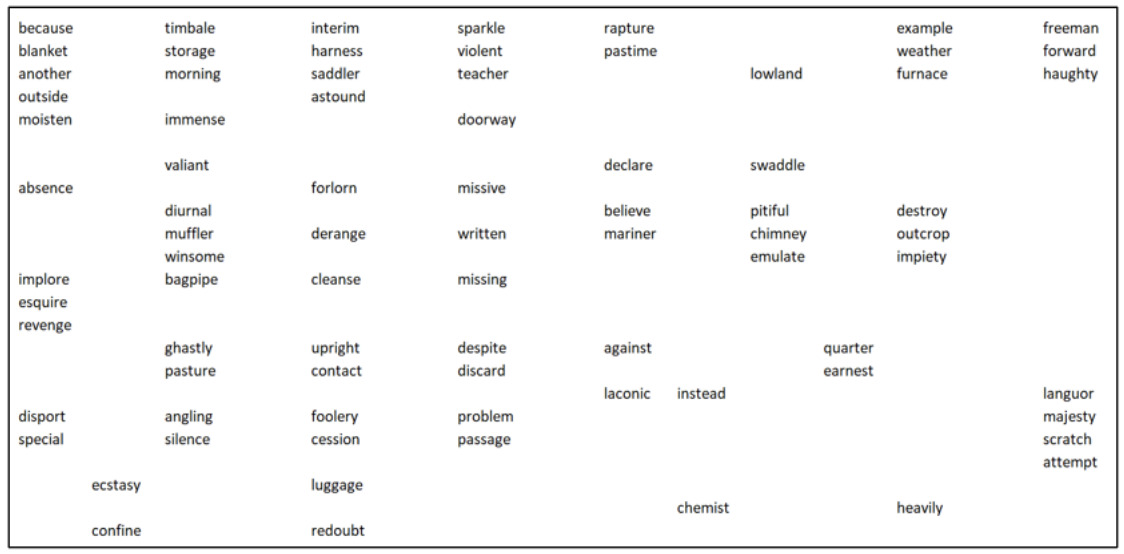 because timbale interim sparkle rapture example freeman
blanket storage harness violent pastime weather forward
another morning saddler teacher lowland furnace haughty
outside astound
moisten immense doorway
valiant declare swaddle
absence forlorn missive
diurnal believe pitiful destroy
muffler derange written mariner chimney outcrop
winsome emulate impiety
implore bagpipe cleanse missing
esquire
revenge
ghastly upright despite against quarter
pasture contact discard earnest
laconic instead languor
disport angling foolery problem majesty
special silence cession passage scratch
attempt
ecstasy luggage
chemist heavily
confine redoubt